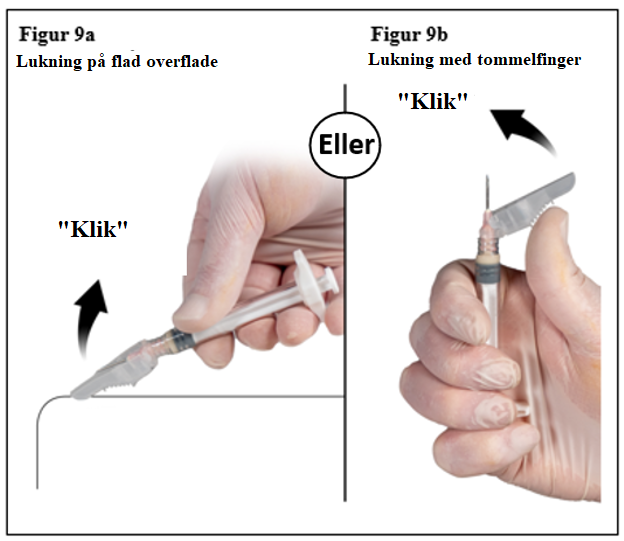 Figur 9a
Lukning på flad overflade
"Klik"
Eller
Figur 9b
Lukning med tommelfinger
"Klik"